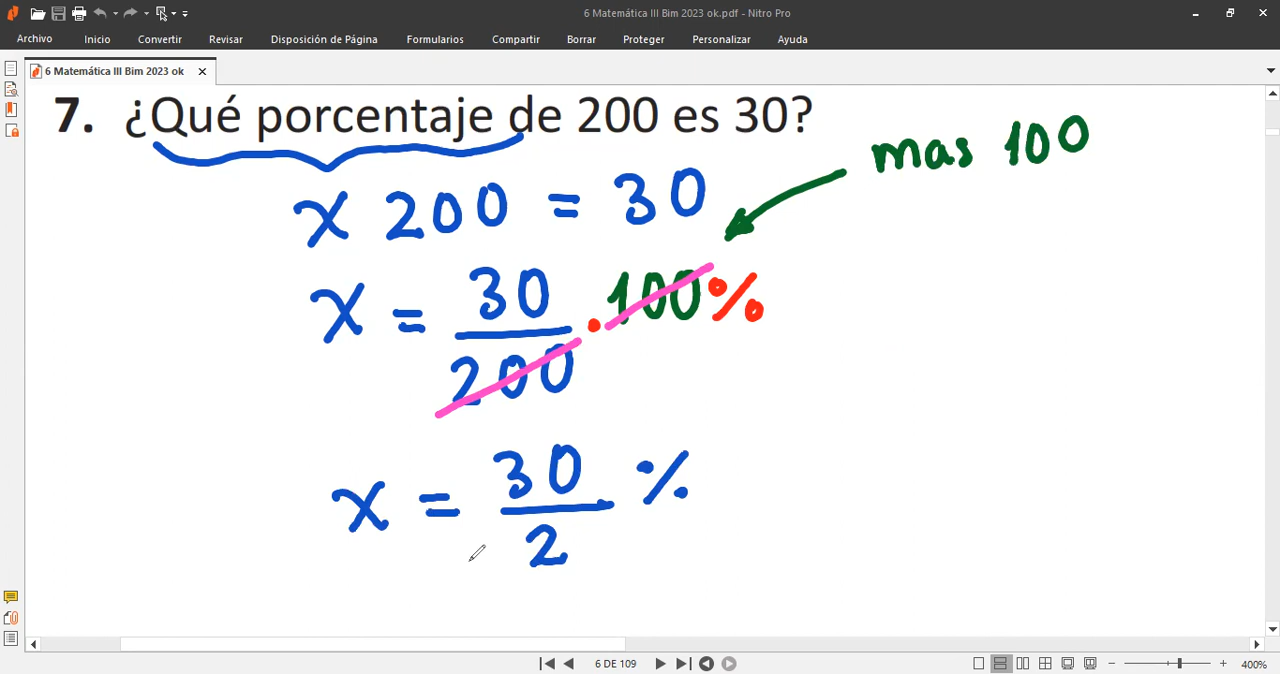 6 Matemática III Bim 2023 ok.pdf - Nitro Pro
Archivo Inicio Convertir Revisar Disposición de Página Formularios Compartir Borrar Proteger Personalizar Ayuda
6 Matemática III Bim 2023 ok
7. ¿Qué porcentaje de 200 es 30?
mas 100
x 200 = 30
x = 30/200 . 100%
x = 30/2 %
6 DE 109
400%